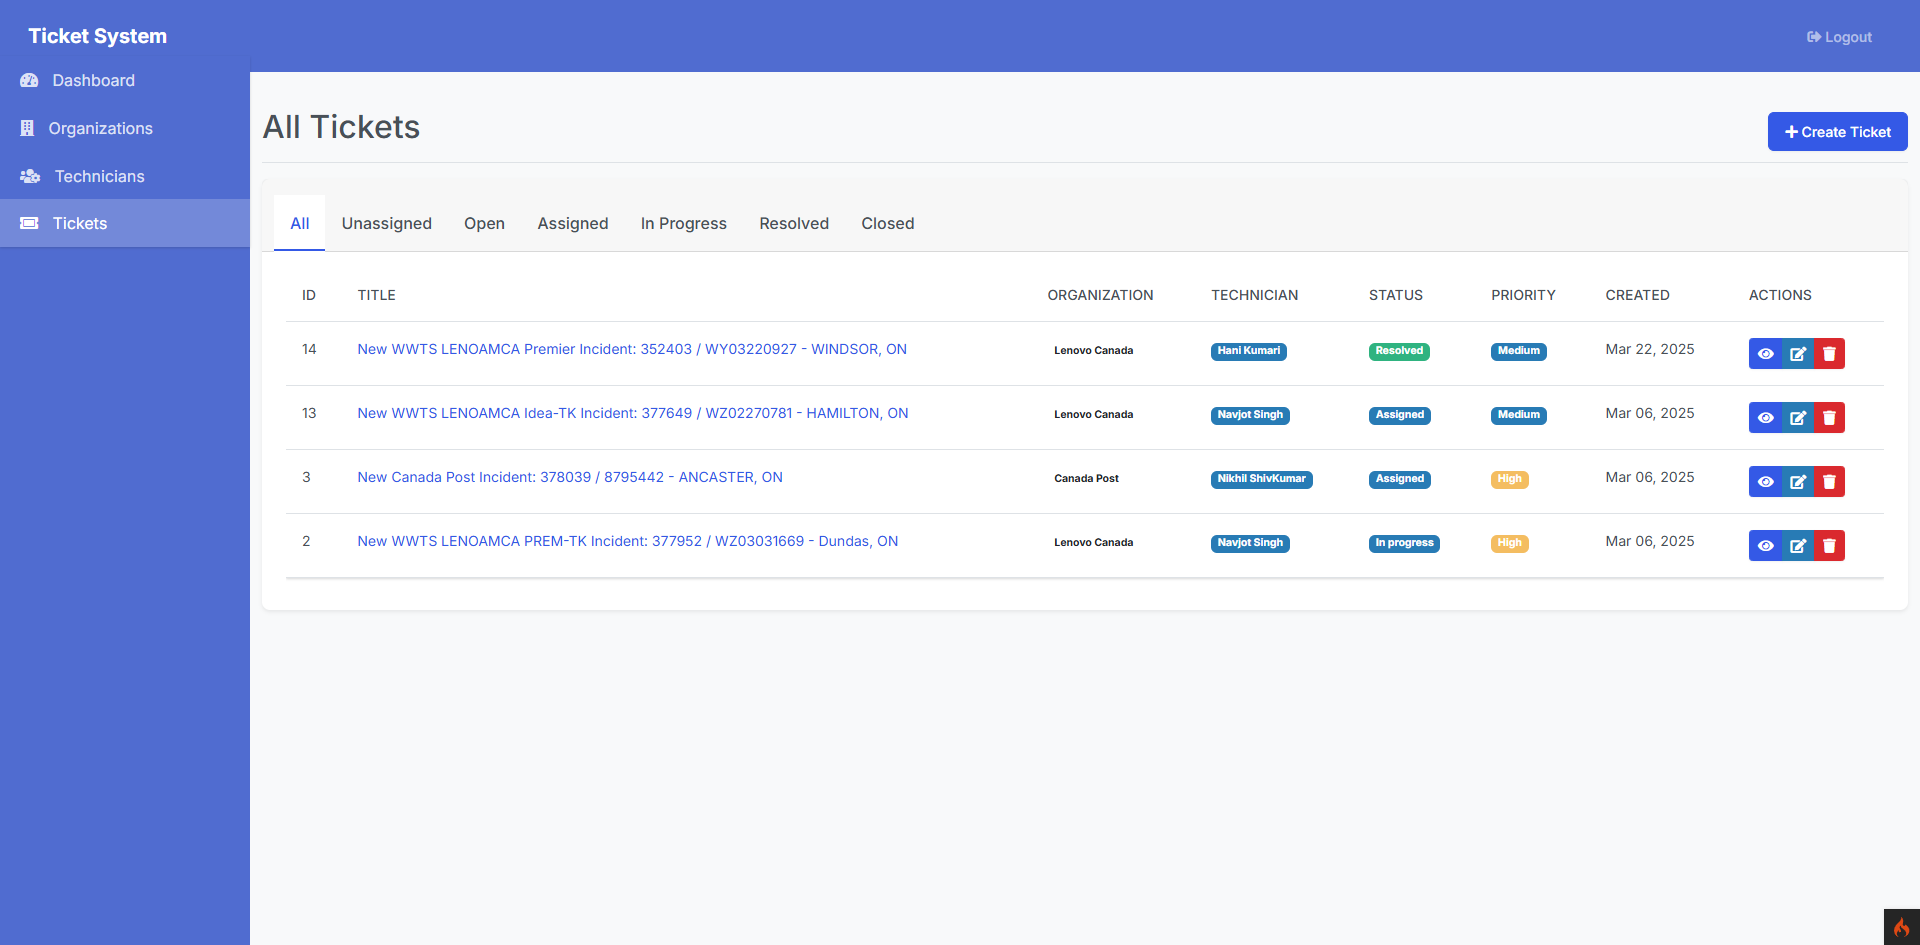 Ticket System
Logout
Dashboard
Organizations
Technicians
Tickets
All Tickets
Create Ticket
All Unassigned Open Assigned In Progress Resolved Closed
ID TITLE ORGANIZATION TECHNICIAN STATUS PRIORITY CREATED ACTIONS
14 New WWTS LENOAMCA Premier Incident: 352403 / WY03220927 - WINDSOR, ON Lenovo Canada Hani Kumari Resolved Medium Mar 22, 2025
13 New WWTS LENOAMCA Idea-TK Incident: 377649 / WZ02270781 - HAMILTON, ON Lenovo Canada Navjot Singh Assigned Medium Mar 06, 2025
3 New Canada Post Incident: 378039 / 8795442 - ANCASTER, ON Canada Post Nikhil ShivKumar Assigned High Mar 06, 2025
2 New WWTS LENOAMCA PREM-TK Incident: 377952 / WZ03031669 - Dundas, ON Lenovo Canada Navjot Singh In progress High Mar 06, 2025